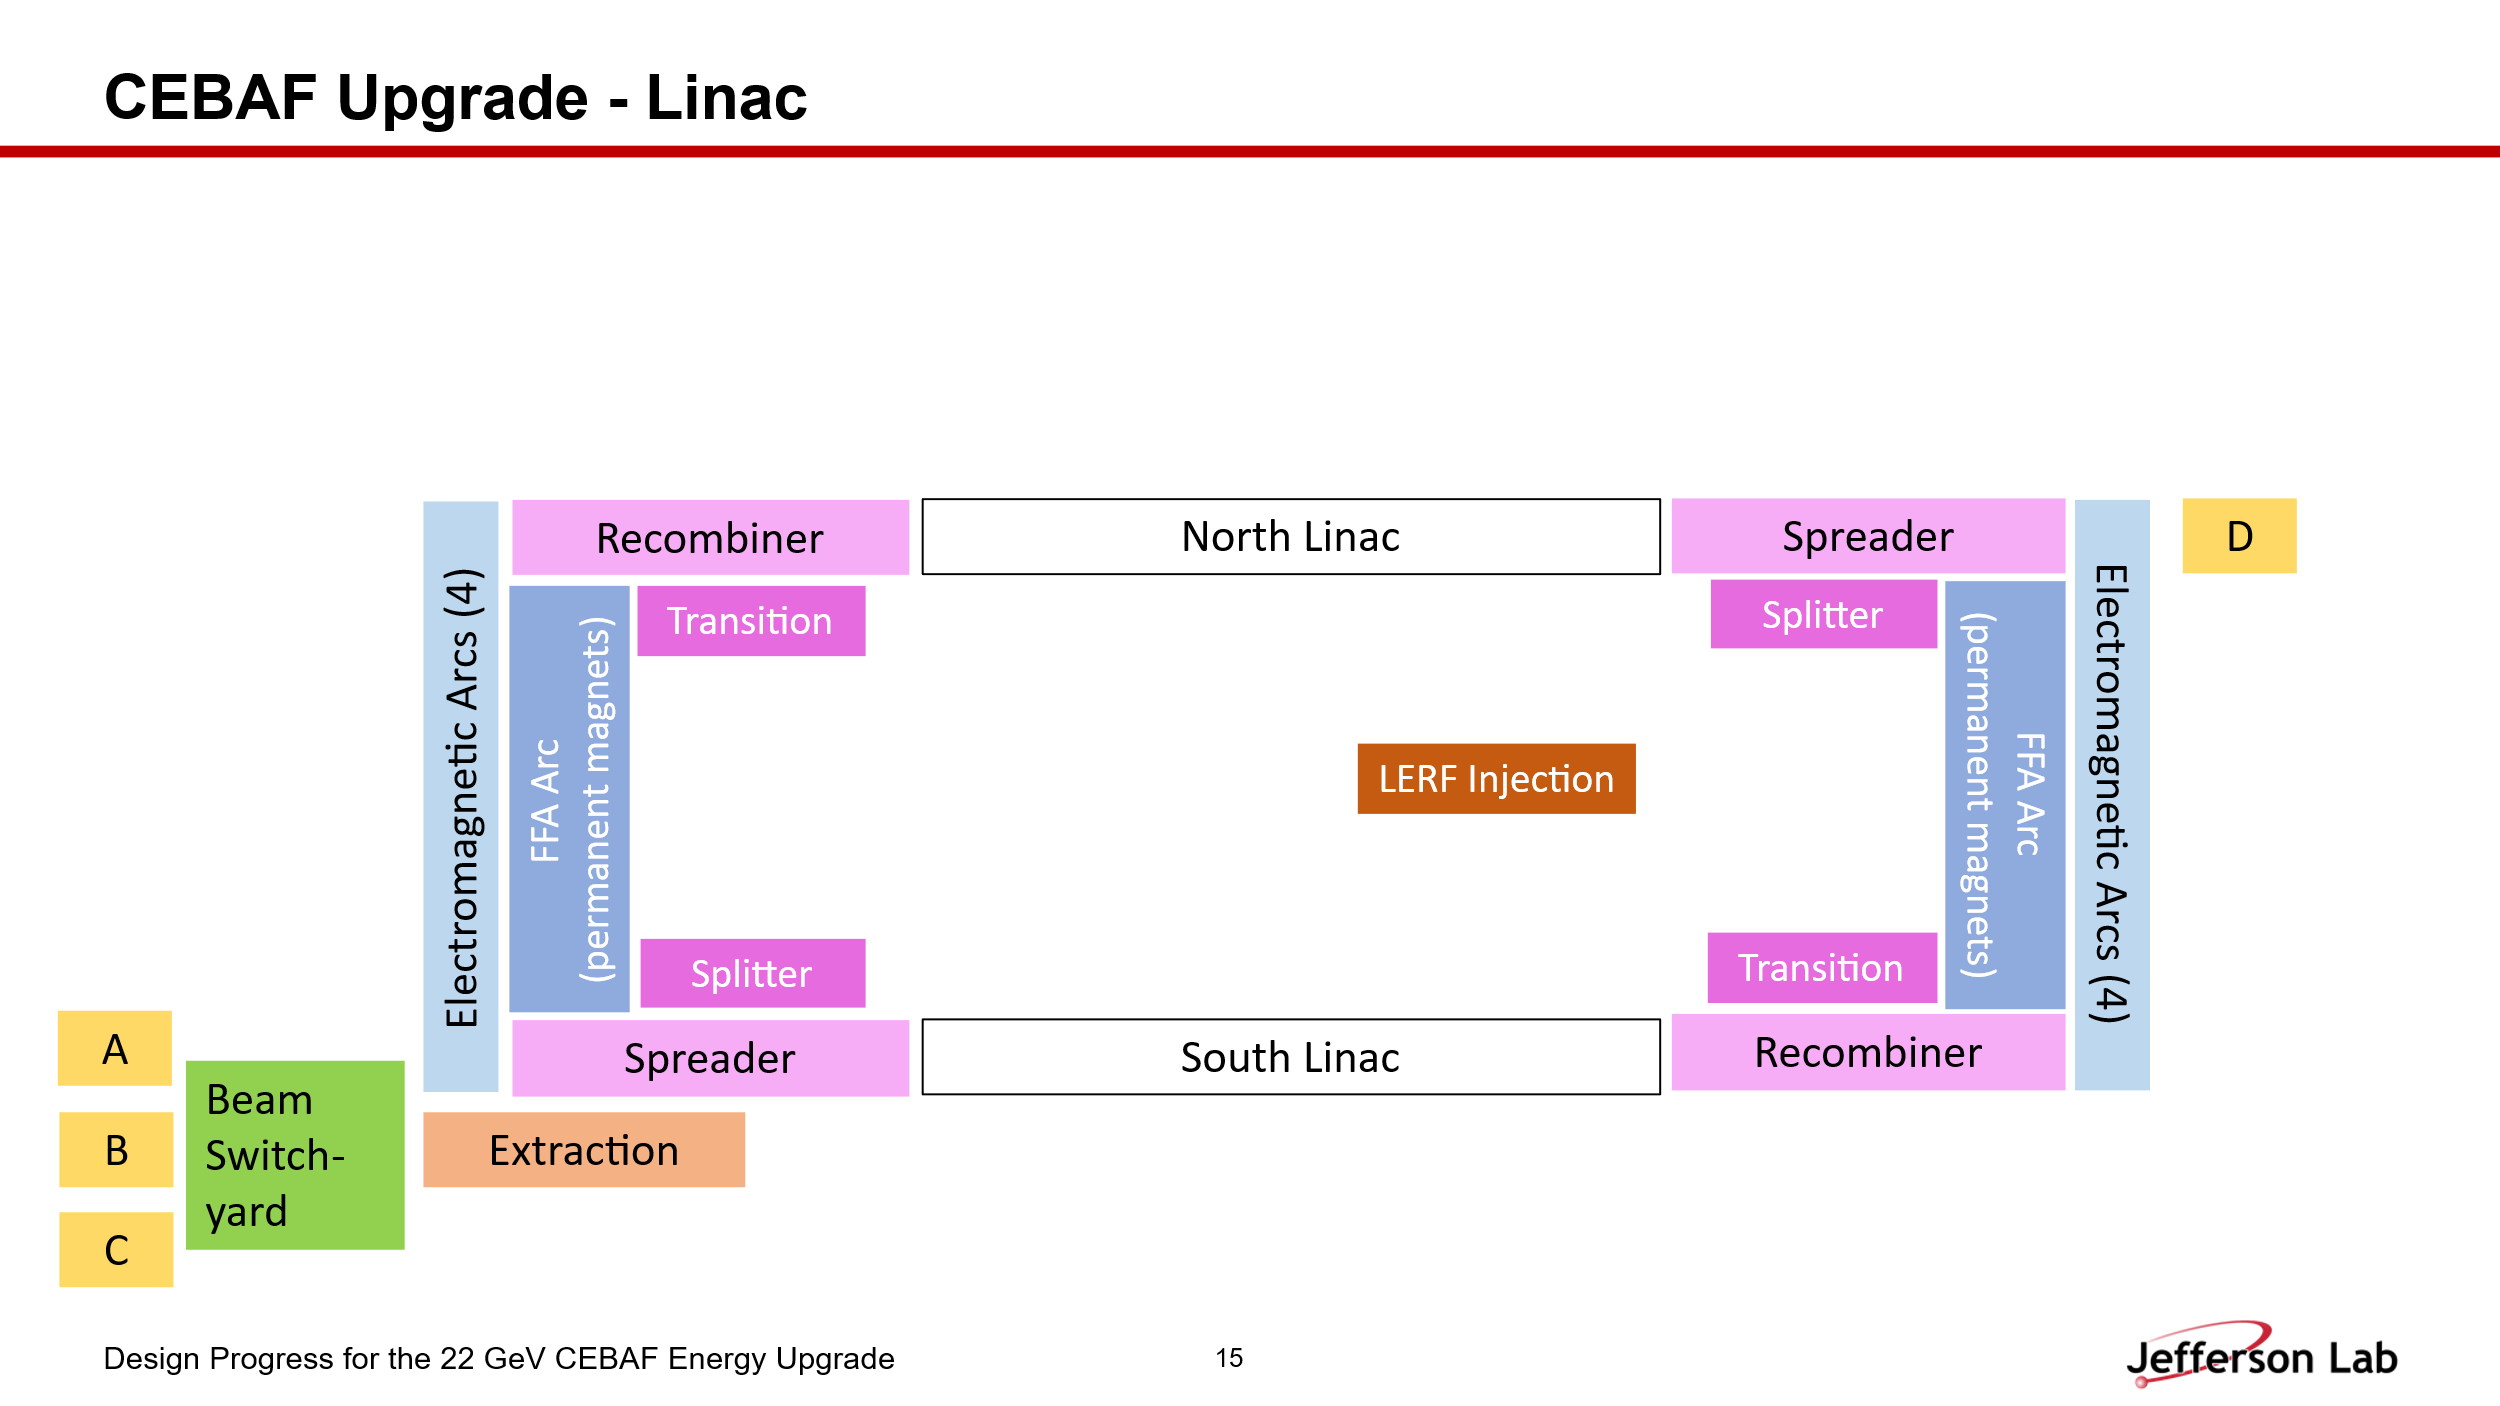 CEBAF Upgrade - Linac
Electromagnetic Arcs (4)
Recombiner
North Linac
Spreader
D
Transition
Splitter
FFA Arc
(permanent magnets)
LERF Injection
FFA Arc
(permanent magnets)
Electromagnetic Arcs (4)
Splitter
Transition
Spreader
South Linac
Recombiner
A
B
C
Beam
Switch-
yard
Extraction
Design Progress for the 22 GeV CEBAF Energy Upgrade
15
Jefferson Lab